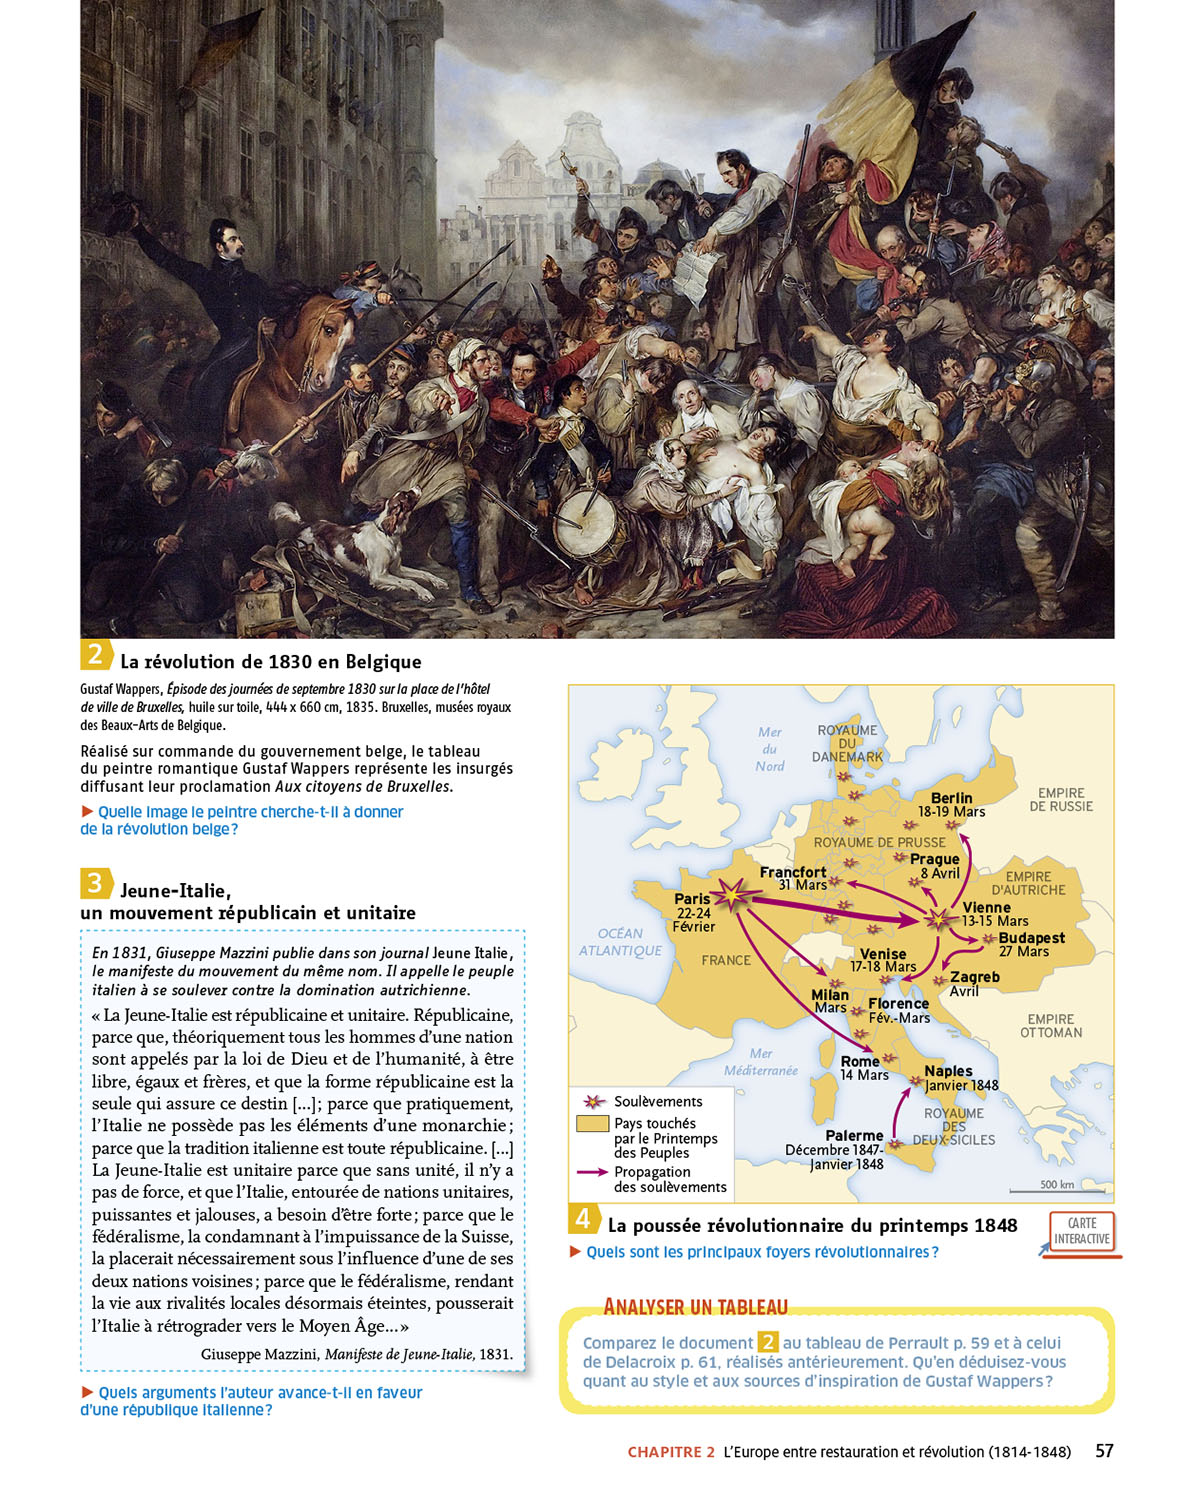 2 La révolution de 1830 en Belgique
Gustaf Wappers, Épisode des journées de septembre 1830 sur la place de l'hôtel
de ville de Bruxelles, huile sur toile, 444 x 660 cm, 1835. Bruxelles, musées royaux
des Beaux-Arts de Belgique.
Réalisé sur commande du gouvernement belge, le tableau
du peintre romantique Gustaf Wappers représente les insurgés
diffusant leur proclamation Aux citoyens de Bruxelles.
► Quelle image le peintre cherche-t-il à donner
de la révolution belge ?
3 Jeune-Italie,
un mouvement républicain et unitaire
En 1831, Giuseppe Mazzini publie dans son journal Jeune Italie,
le manifeste du mouvement du même nom. Il appelle le peuple
italien à se soulever contre la domination autrichienne.
« La Jeune-Italie est républicaine et unitaire. Républicaine,
parce que, théoriquement tous les hommes d'une nation
sont appelés par la loi de Dieu et de l'humanité, à être
libre, égaux et frères, et que la forme républicaine est la
seule qui assure ce destin [...] ; parce que pratiquement,
l'Italie ne possède pas les éléments d'une monarchie ;
parce que la tradition italienne est toute républicaine. [...]
La Jeune-Italie est unitaire parce que sans unité, il n'y a
pas de force, et que l'Italie, entourée de nations unitaires,
puissantes et jalouses, a besoin d'être forte ; parce que le
fédéralisme, la condamnant à l'impuissance de la Suisse,
la placerait nécessairement sous l'influence d'une de ses
deux nations voisines ; parce que le fédéralisme, rendant
la vie aux rivalités locales désormais éteintes, pousserait
l'Italie à rétrograder vers le Moyen Âge... »
Giuseppe Mazzini, Manifeste de Jeune-Italie, 1831.
► Quels arguments l'auteur avance-t-il en faveur
d'une république italienne ?
Mer
du
Nord
ROYAUME
DU
DANEMARK
EMPIRE
DE RUSSIE
Berlin
18-19 Mars
ROYAUME DE PRUSSE
Prague
8 Avril
Francfort
31 Mars
EMPIRE
D'AUTRICHE
Paris
22-24
Février
Vienne
13-15 Mars
Budapest
27 Mars
OCÉAN
ATLANTIQUE
FRANCE
Venise
17-18 Mars
Zagreb
Avril
Milan
Mars
Florence
Fév.-Mars
EMPIRE
OTTOMAN
Mer
Méditerranée
Rome
14 Mars
Naples
Janvier 1848
ROYAUME
DES
DEUX-SICILES
Palerme
Décembre 1847-
Janvier 1848
Soulèvements
Pays touchés
par le Printemps
des Peuples
Propagation
des soulèvements
500 km
4 La poussée révolutionnaire du printemps 1848
► Quels sont les principaux foyers révolutionnaires ?
CARTE
INTERACTIVE
ANALYSER UN TABLEAU
Comparez le document 2 au tableau de Perrault p. 59 et à celui
de Delacroix p. 61, réalisés antérieurement. Qu'en déduisez-vous
quant au style et aux sources d'inspiration de Gustaf Wappers ?
CHAPITRE 2 L'Europe entre restauration et révolution (1814-1848) 57